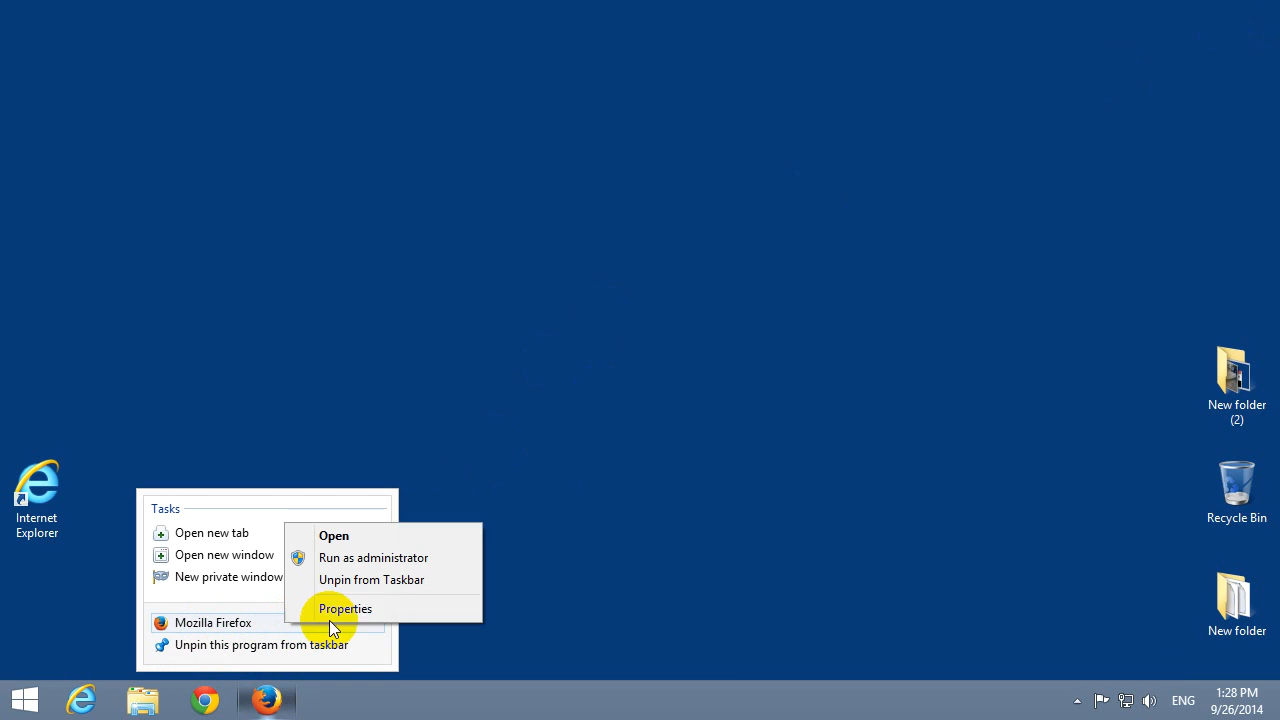 New folder
(2)
Internet
Explorer
Recycle Bin
New folder
Tasks
Open new tab
Open new window
New private window
Mozilla Firefox
Unpin this program from taskbar
Open
Run as administrator
Unpin from Taskbar
Properties
ENG
1:28 PM
9/26/2014